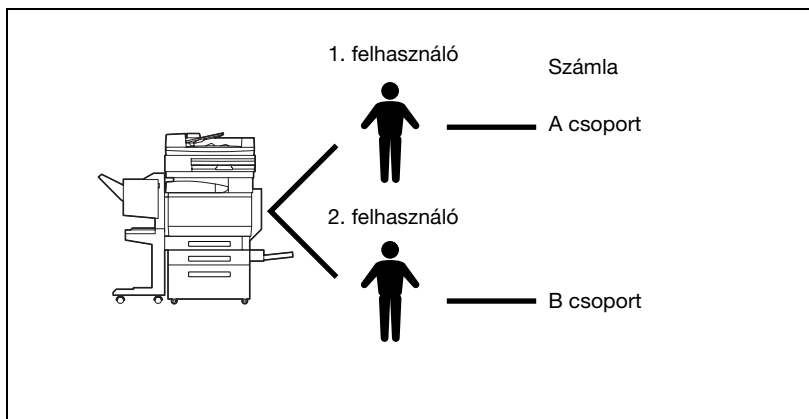 1. felhasználó
Számla
A csoport
2. felhasználó
B csoport